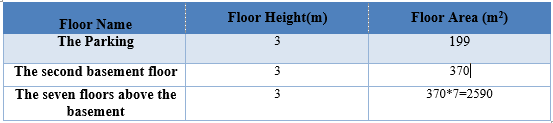 Floor Name Floor Height(m) Floor Area (m²)
The Parking 3 199
The second basement floor 3 370
The seven floors above the 3 370*7=2590
basement